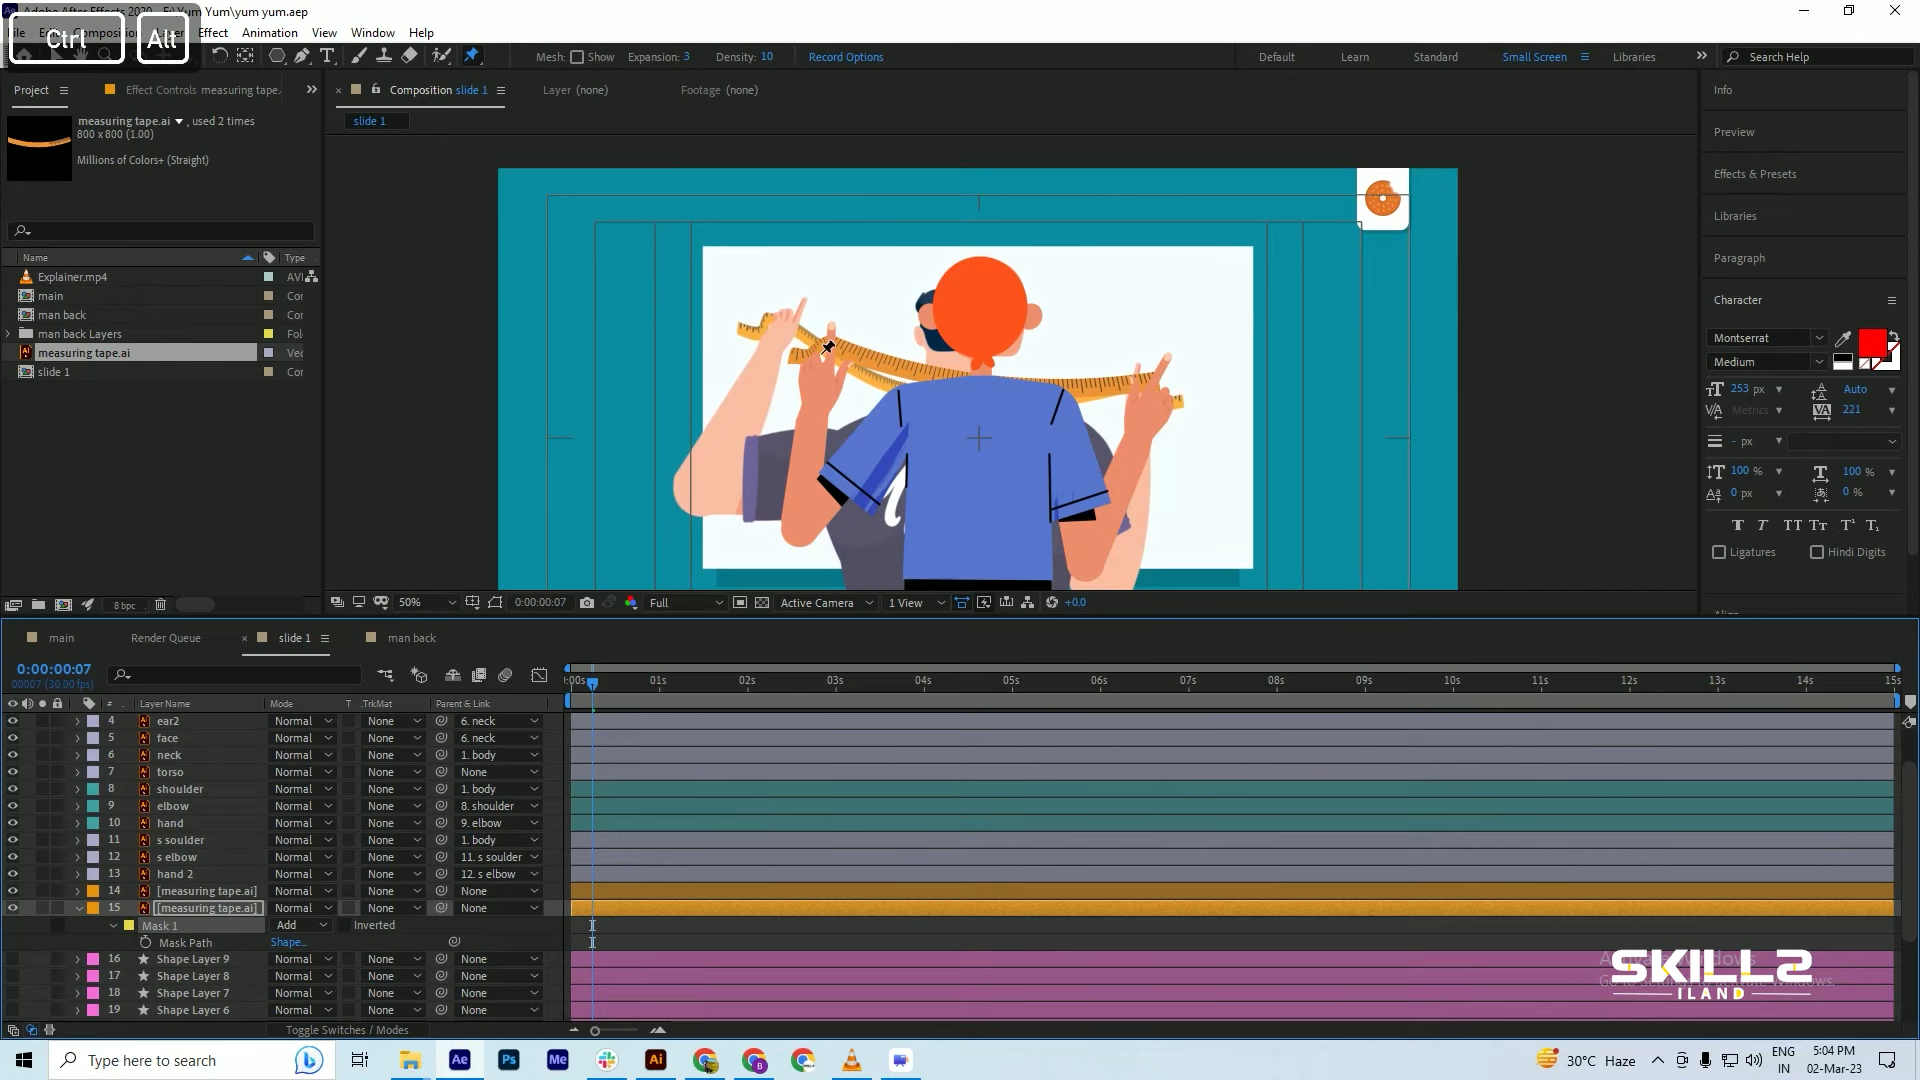 Adobe After Effects 2020 - E:\Yum Yum\yum yum.aep
Ctrl
Alt
Effect Animation View Window Help
Mesh: Show Expansion: 3 Density: 10 Record Options
Default Learn Standard Small Screen Libraries Search Help
Project Effect Controls measuring tape.
Composition slide 1 Layer (none) Footage (none)
slide 1
measuring tape.ai , used 2 times
800 x 800 (1.00)
Millions of Colors+ (Straight)
Name Type
Explainer.mp4 AVI
main Cor
man back Cor
man back Layers Fol
measuring tape.ai Vec
slide 1 Cor
8 bpc
50% 0:00:00:07 Full Active Camera 1 View +0.0
Info
Preview
Effects & Presets
Libraries
Paragraph
Character
Montserrat
Medium
253 px Auto
Metrics 221
- px
100 % 100 %
0 px 0 %
T T TT Tt T¹ T₁
Ligatures Hindi Digits
main Render Queue slide 1 man back
0:00:00:07
00007 (30.00 fps)
:00s 01s 02s 03s 04s 05s 06s 07s 08s 09s 10s 11s 12s 13s 14s 15s
# Layer Name Mode T .TrkMat Parent & Link
4 ear2 Normal None 6. neck
5 face Normal None 6. neck
6 neck Normal None 1. body
7 torso Normal None None
8 shoulder Normal None 1. body
9 elbow Normal None 8. shoulder
10 hand Normal None 9. elbow
11 s soulder Normal None 1. body
12 s elbow Normal None 11. s soulder
13 hand 2 Normal None 12. s elbow
14 [measuring tape.ai] Normal None None
15 [measuring tape.ai] Normal None None
Mask 1 Add Inverted
Mask Path Shape...
16 Shape Layer 9 Normal None None
17 Shape Layer 8 Normal None None
18 Shape Layer 7 Normal None None
19 Shape Layer 6 Normal None None
Activate Windows
SKILLS
ILAND
Toggle Switches / Modes
Type here to search
Ae Ps Me Ai
30°C Haze
ENG
IN
5:04 PM
02-Mar-23